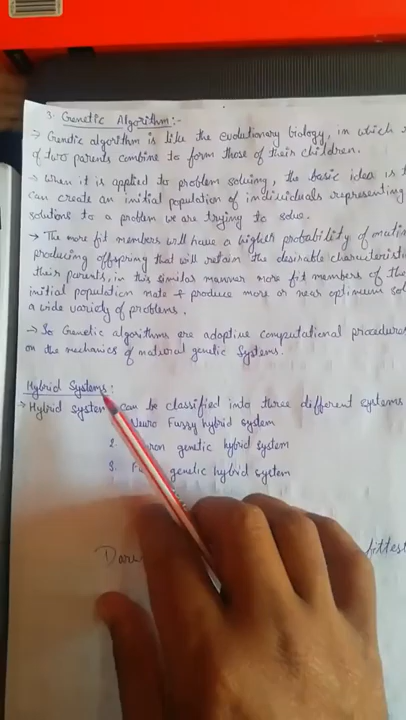 3. Genetic Algorithm:-
→ Genetic algorithm is like the evolutionary biology, in which
of two parents combine to form those of their children.
→ When it is applied to problem solving, the basic idea is
can create an initial population of individuals representing
solutions to a problem we are trying to solve.
→ The more fit members will have a higher probability of
producing offspring that will retain the desirable
their parents, in this similar manner more fit members of the
initial population mate & produce more or near optimum
a wide variety of problems.
→ So Genetic algorithms are adoptive computational procedures
on the mechanics of natural genetic Systems.
Hybrid Systems:
→ Hybrid system can be classified into three different systems
Neuro Fussy hybrid system
2. genetic hybrid system
3. genetic hybrid system
fittest